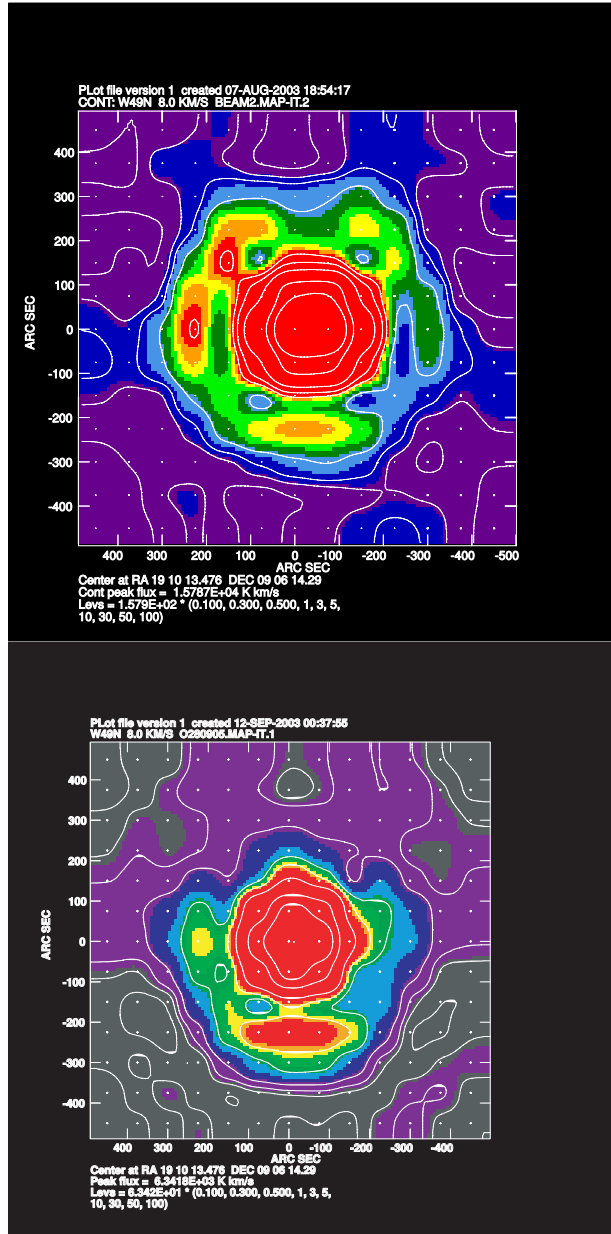 PLot file version 1  created 07-AUG-2003 18:54:17
CONT: W49N  8.0 KM/S  BEAM2.MAP-IT.2
400
300
200
100
0
-100
-200
-300
-400
ARC SEC
400 300 200 100 0 -100 -200 -300 -400 -500
ARC SEC
Center at RA 19 10 13.476  DEC 09 06 14.29
Cont peak flux =  1.5787E+04 K km/s
Levs = 1.579E+02 * (0.100, 0.300, 0.500, 1, 3, 5,
10, 30, 50, 100)
PLot file version 1  created 12-SEP-2003 00:37:55
W49N  8.0 KM/S  O280905.MAP-IT.1
400
300
200
100
0
-100
-200
-300
-400
ARC SEC
400 300 200 100 0 -100 -200 -300 -400
ARC SEC
Center at RA 19 10 13.476  DEC 09 06 14.29
Peak flux =  6.3418E+03 K km/s
Levs = 6.342E+01 * (0.100, 0.300, 0.500, 1, 3, 5,
10, 30, 50, 100)